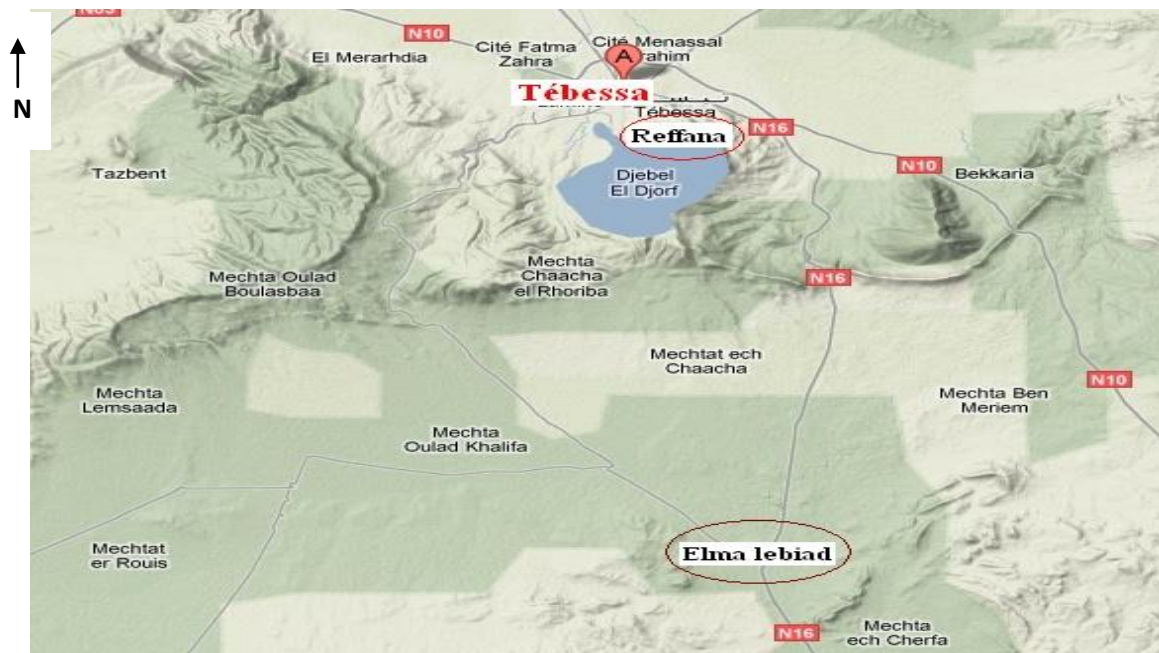 N05
N
N10
El Merarhdia
Cité Fatma
Zahra
Cité Menassal
A
Tébessa
Tébessa
Reffana
N16
N10
Tazbent
Djebel
El Djorf
Bekkaria
Mechta
Chaacha
el Rhoriba
Mechta Oulad
Boulasbaa
N16
Mechtat ech
Chaacha
N10
Mechta
Lemsaada
Mechta Ben
Meriem
Mechta
Oulad Khalifa
Mechtat
er Rouis
Elma lebiad
N16
Mechta
ech Cherfa